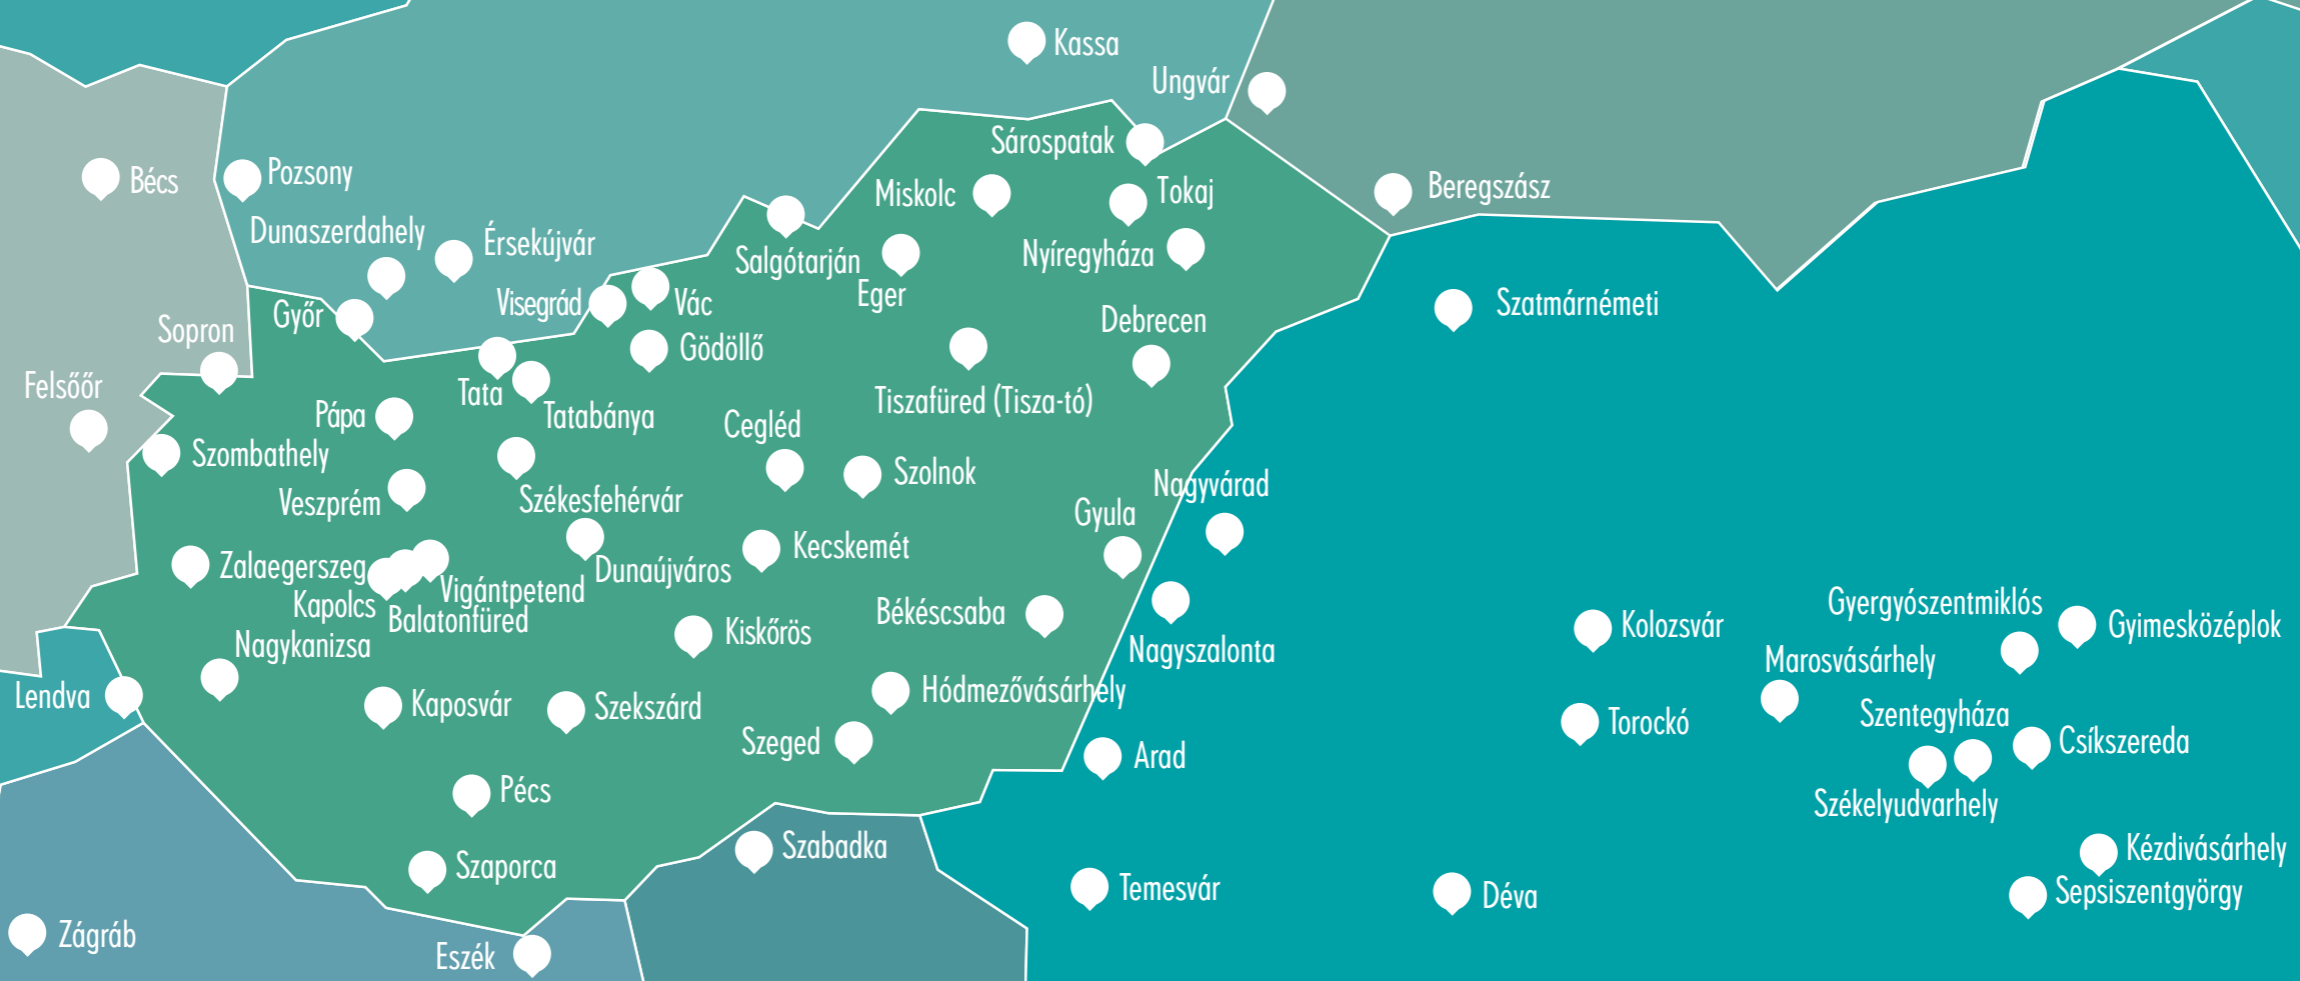 Kassa
Ungvár
Sárospatak
Bécs
Pozsony
Miskolc
Tokaj
Beregszász
Dunaszerdahely
Érsekújvár
Salgótarján
Nyíregyháza
Eger
Visegrád
Vác
Szatmárnémeti
Győr
Sopron
Debrecen
Gödöllő
Felsőőr
Tata
Tiszafüred (Tisza-tó)
Pápa
Tatabánya
Cegléd
Szombathely
Szolnok
Nagyvárad
Veszprém
Székesfehérvár
Gyula
Kecskemét
Zalaegerszeg
Dunaújváros
Vigántpetend
Kapolcs
Balatonfüred
Békéscsaba
Gyergyószentmiklós
Kolozsvár
Gyimesközéplok
Kiskőrös
Nagykanizsa
Nagyszalonta
Marosvásárhely
Lendva
Hódmezővásárhely
Kaposvár
Szekszárd
Szentegyháza
Torockó
Szeged
Csíkszereda
Arad
Pécs
Székelyudvarhely
Szabadka
Kézdivásárhely
Szaporca
Temesvár
Déva
Sepsiszentgyörgy
Zágráb
Eszék